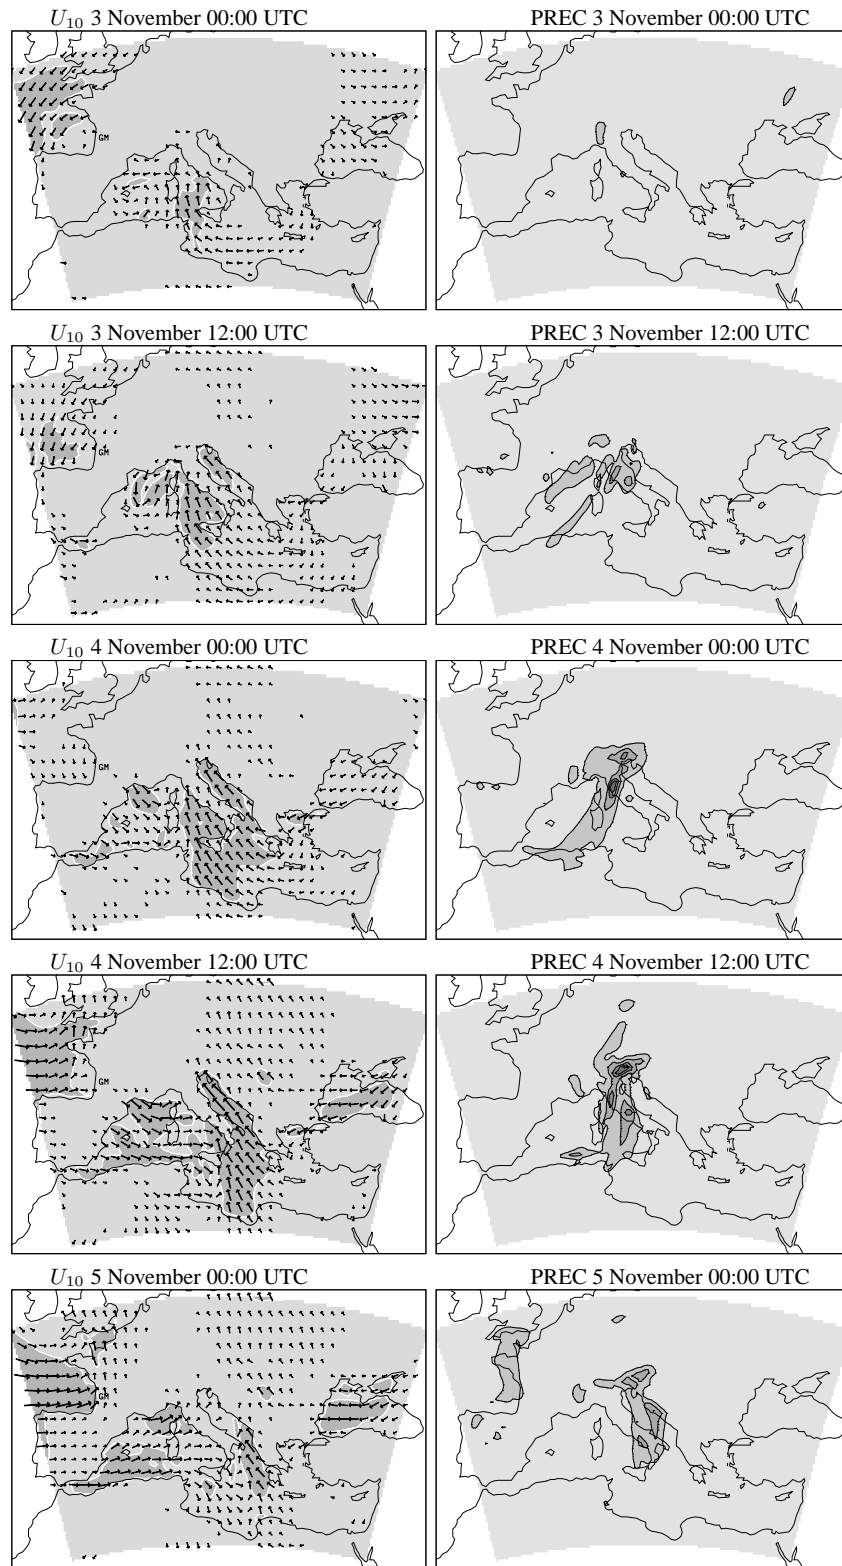 U₁₀ 3 November 00:00 UTC
PREC 3 November 00:00 UTC
GM
U₁₀ 3 November 12:00 UTC
PREC 3 November 12:00 UTC
GM
U₁₀ 4 November 00:00 UTC
PREC 4 November 00:00 UTC
GM
U₁₀ 4 November 12:00 UTC
PREC 4 November 12:00 UTC
GM
U₁₀ 5 November 00:00 UTC
PREC 5 November 00:00 UTC
GM